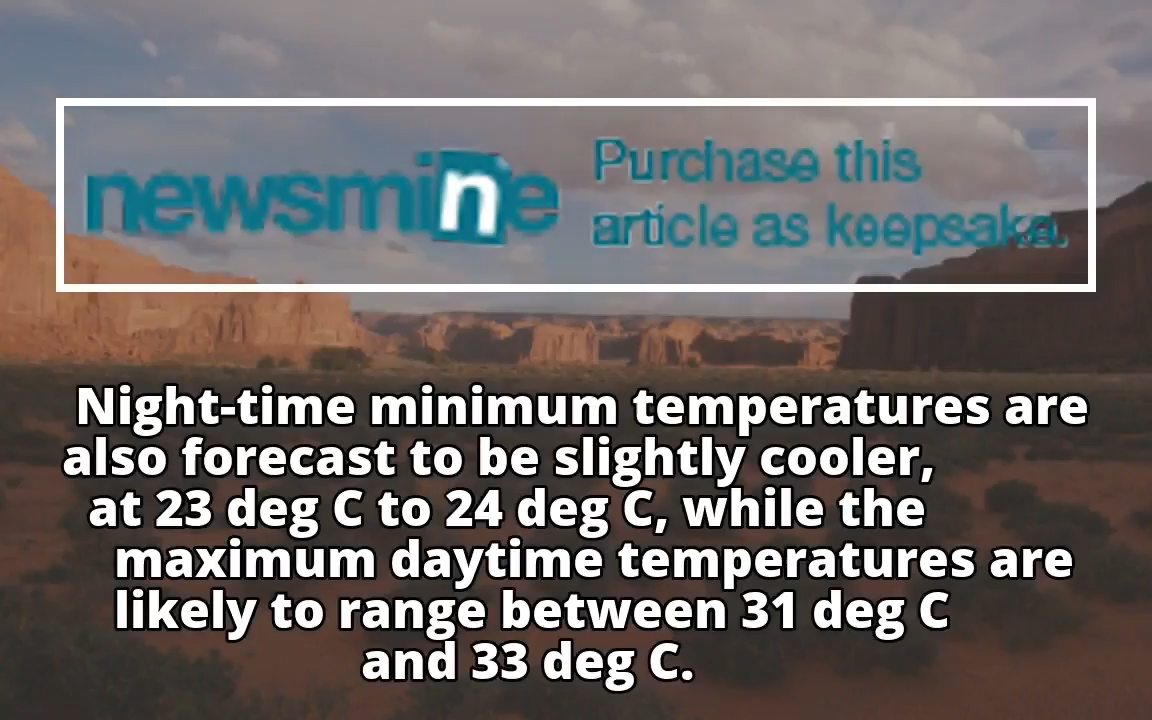 newsmine
Purchase this
article as keepsake.
Night-time minimum temperatures are
also forecast to be slightly cooler,
at 23 deg C to 24 deg C, while the
maximum daytime temperatures are
likely to range between 31 deg C
and 33 deg C.